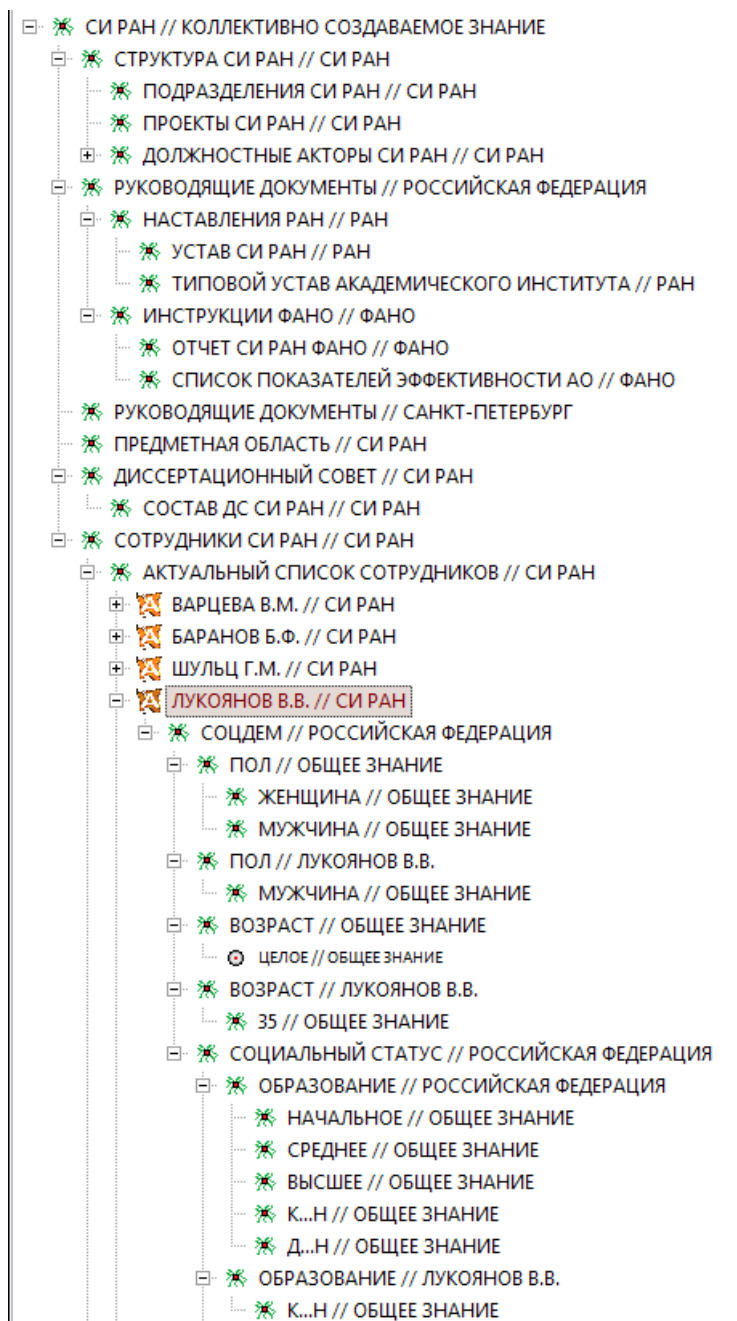 СИ РАН // КОЛЛЕКТИВНО СОЗДАВАЕМОЕ ЗНАНИЕ
СТРУКТУРА СИ РАН // СИ РАН
ПОДРАЗДЕЛЕНИЯ СИ РАН // СИ РАН
ПРОЕКТЫ СИ РАН // СИ РАН
ДОЛЖНОСТНЫЕ АКТОРЫ СИ РАН // СИ РАН
РУКОВОДЯЩИЕ ДОКУМЕНТЫ // РОССИЙСКАЯ ФЕДЕРАЦИЯ
НАСТАВЛЕНИЯ РАН // РАН
УСТАВ СИ РАН // РАН
ТИПОВОЙ УСТАВ АКАДЕМИЧЕСКОГО ИНСТИТУТА // РАН
ИНСТРУКЦИИ ФАНО // ФАНО
ОТЧЕТ СИ РАН ФАНО // ФАНО
СПИСОК ПОКАЗАТЕЛЕЙ ЭФФЕКТИВНОСТИ АО // ФАНО
РУКОВОДЯЩИЕ ДОКУМЕНТЫ // САНКТ-ПЕТЕРБУРГ
ПРЕДМЕТНАЯ ОБЛАСТЬ // СИ РАН
ДИССЕРТАЦИОННЫЙ СОВЕТ // СИ РАН
СОСТАВ ДС СИ РАН // СИ РАН
СОТРУДНИКИ СИ РАН // СИ РАН
АКТУАЛЬНЫЙ СПИСОК СОТРУДНИКОВ // СИ РАН
ВАРЦЕВА В.М. // СИ РАН
БАРАНОВ Б.Ф. // СИ РАН
ШУЛЬЦ Г.М. // СИ РАН
ЛУКОЯНОВ В.В. // СИ РАН
СОЦДЕМ // РОССИЙСКАЯ ФЕДЕРАЦИЯ
ПОЛ // ОБЩЕЕ ЗНАНИЕ
ЖЕНЩИНА // ОБЩЕЕ ЗНАНИЕ
МУЖЧИНА // ОБЩЕЕ ЗНАНИЕ
ПОЛ // ЛУКОЯНОВ В.В.
МУЖЧИНА // ОБЩЕЕ ЗНАНИЕ
ВОЗРАСТ // ОБЩЕЕ ЗНАНИЕ
ЦЕЛОЕ // ОБЩЕЕ ЗНАНИЕ
ВОЗРАСТ // ЛУКОЯНОВ В.В.
35 // ОБЩЕЕ ЗНАНИЕ
СОЦИАЛЬНЫЙ СТАТУС // РОССИЙСКАЯ ФЕДЕРАЦИЯ
ОБРАЗОВАНИЕ // РОССИЙСКАЯ ФЕДЕРАЦИЯ
НАЧАЛЬНОЕ // ОБЩЕЕ ЗНАНИЕ
СРЕДНЕЕ // ОБЩЕЕ ЗНАНИЕ
ВЫСШЕЕ // ОБЩЕЕ ЗНАНИЕ
К...Н // ОБЩЕЕ ЗНАНИЕ
Д...Н // ОБЩЕЕ ЗНАНИЕ
ОБРАЗОВАНИЕ // ЛУКОЯНОВ В.В.
К...Н // ОБЩЕЕ ЗНАНИЕ